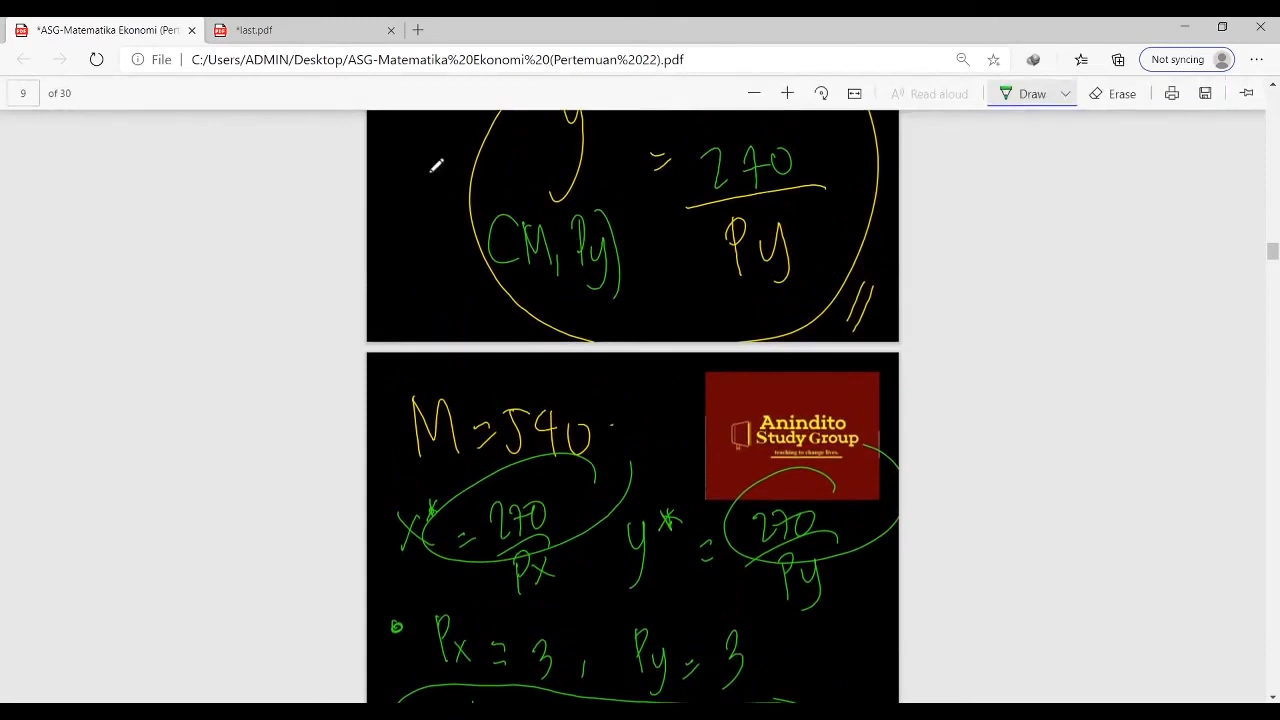 *ASG-Matematika Ekonomi (Pert
*last.pdf
File
C:/Users/ADMIN/Desktop/ASG-Matematika%20Ekonomi%20(Pertemuan%2022).pdf
Not syncing
9 of 30
Read aloud
Draw
Erase
y = 270
(M, Py) Py
M = 540
Anindito
Study Group
teaching to change lives.
x* = 270 y* = 270
Px Py
Px = 3, Py = 3